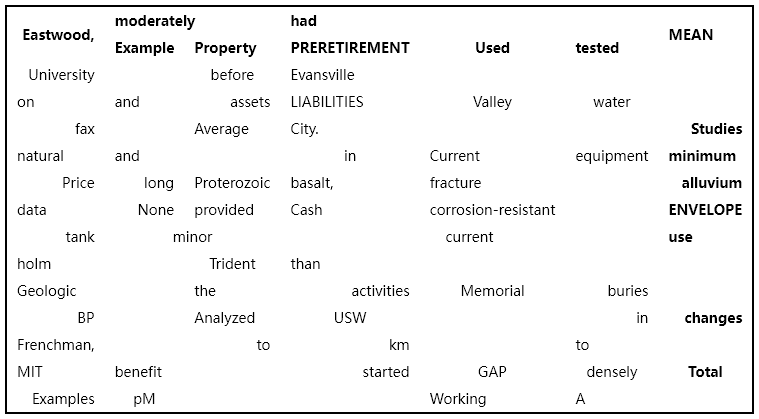 moderately had
Eastwood, MEAN
Example Property PRERETIREMENT Used tested
University before Evansville
on and assets LIABILITIES Valley water
fax Average City. Studies
natural and in Current equipment minimum
Price long Proterozoic basalt, fracture alluvium
data None provided Cash corrosion-resistant ENVELOPE
tank minor current use
holm Trident than
Geologic the activities Memorial buries
BP Analyzed USW in changes
Frenchman, to km to
MIT benefit started GAP densely Total
Examples pM Working A